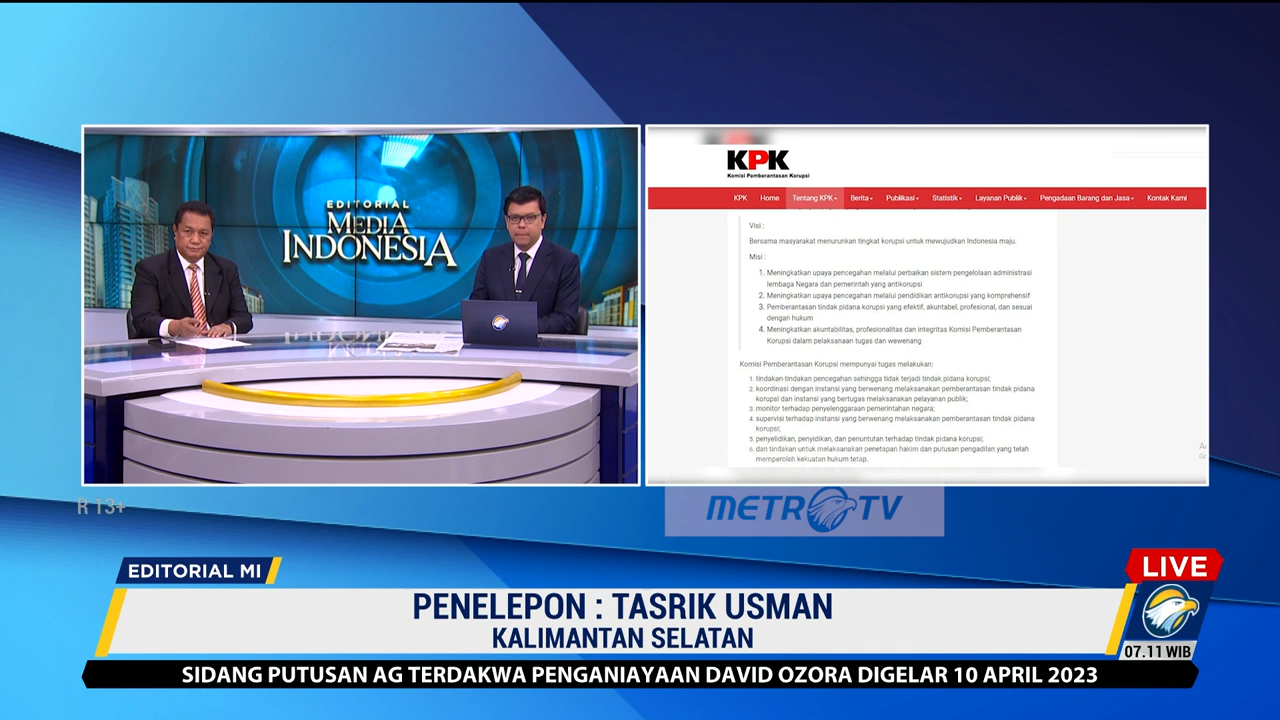 EDITORIAL
MEDIA
INDONESIA
KPK
Komisi Pemberantasan Korupsi
KPK Home Tentang KPK Berita Publikasi Statistik Layanan Publik Pengadaan Barang dan Jasa Kontak Kami
Visi :
Bersama masyarakat menurunkan tingkat korupsi untuk mewujudkan Indonesia maju.
Misi :
1. Meningkatkan upaya pencegahan melalui perbaikan sistem pengelolaan administrasi
lembaga Negara dan pemerintah yang antikorupsi
2. Meningkatkan upaya pencegahan melalui pendidikan antikorupsi yang komprehensif
3. Pemberantasan tindak pidana korupsi yang efektif, akuntabel, profesional, dan sesuai
dengan hukum
4. Meningkatkan akuntabilitas, profesionalitas dan integritas Komisi Pemberantasan
Korupsi dalam pelaksanaan tugas dan wewenang
Komisi Pemberantasan Korupsi mempunyai tugas melakukan:
1. tindakan-tindakan pencegahan sehingga tidak terjadi tindak pidana korupsi;
2. koordinasi dengan instansi yang berwenang melaksanakan pemberantasan tindak pidana
korupsi dan instansi yang bertugas melaksanakan pelayanan publik;
3. monitor terhadap penyelenggaraan pemerintahan negara;
4. supervisi terhadap instansi yang berwenang melaksanakan pemberantasan tindak pidana
korupsi;
5. penyelidikan, penyidikan, dan penuntutan terhadap tindak pidana korupsi;
6. dan tindakan untuk melaksanakan penetapan hakim dan putusan pengadilan yang telah
memperoleh kekuatan hukum tetap.
R 13+
METRO TV
EDITORIAL MI
LIVE
PENELEPON : TASRIK USMAN
KALIMANTAN SELATAN
07.11 WIB
SIDANG PUTUSAN AG TERDAKWA PENGANIAYAAN DAVID OZORA DIGELAR 10 APRIL 2023